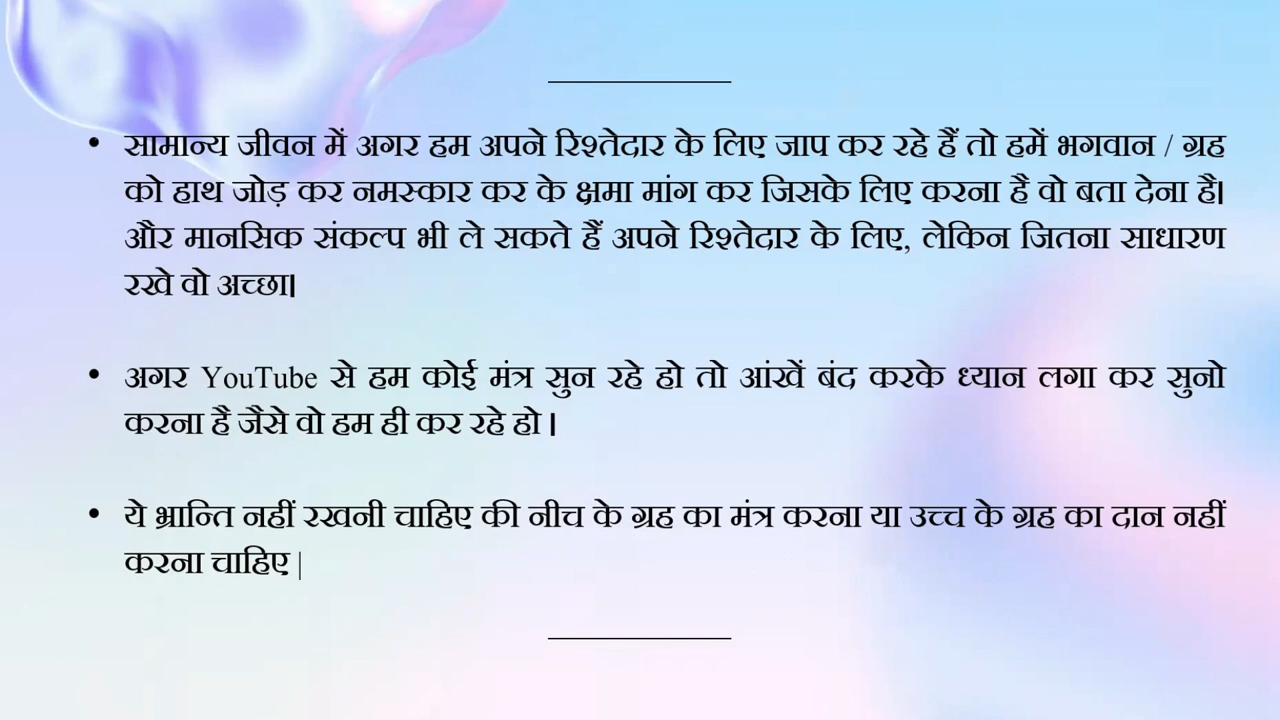 • सामान्य जीवन में अगर हम अपने रिश्तेदार के लिए जाप कर रहे हैं तो हमें भगवान / ग्रह
को हाथ जोड़ कर नमस्कार कर के क्षमा मांग कर जिसके लिए करना है वो बता देना है।
और मानसिक संकल्प भी ले सकते हैं अपने रिश्तेदार के लिए, लेकिन जितना साधारण
रखे वो अच्छा।
• अगर YouTube से हम कोई मंत्र सुन रहे हो तो आंखें बंद करके ध्यान लगा कर सुनो
करना है जैसे वो हम ही कर रहे हो ।
• ये भ्रान्ति नहीं रखनी चाहिए की नीच के ग्रह का मंत्र करना या उच्च के ग्रह का दान नहीं
करना चाहिए |